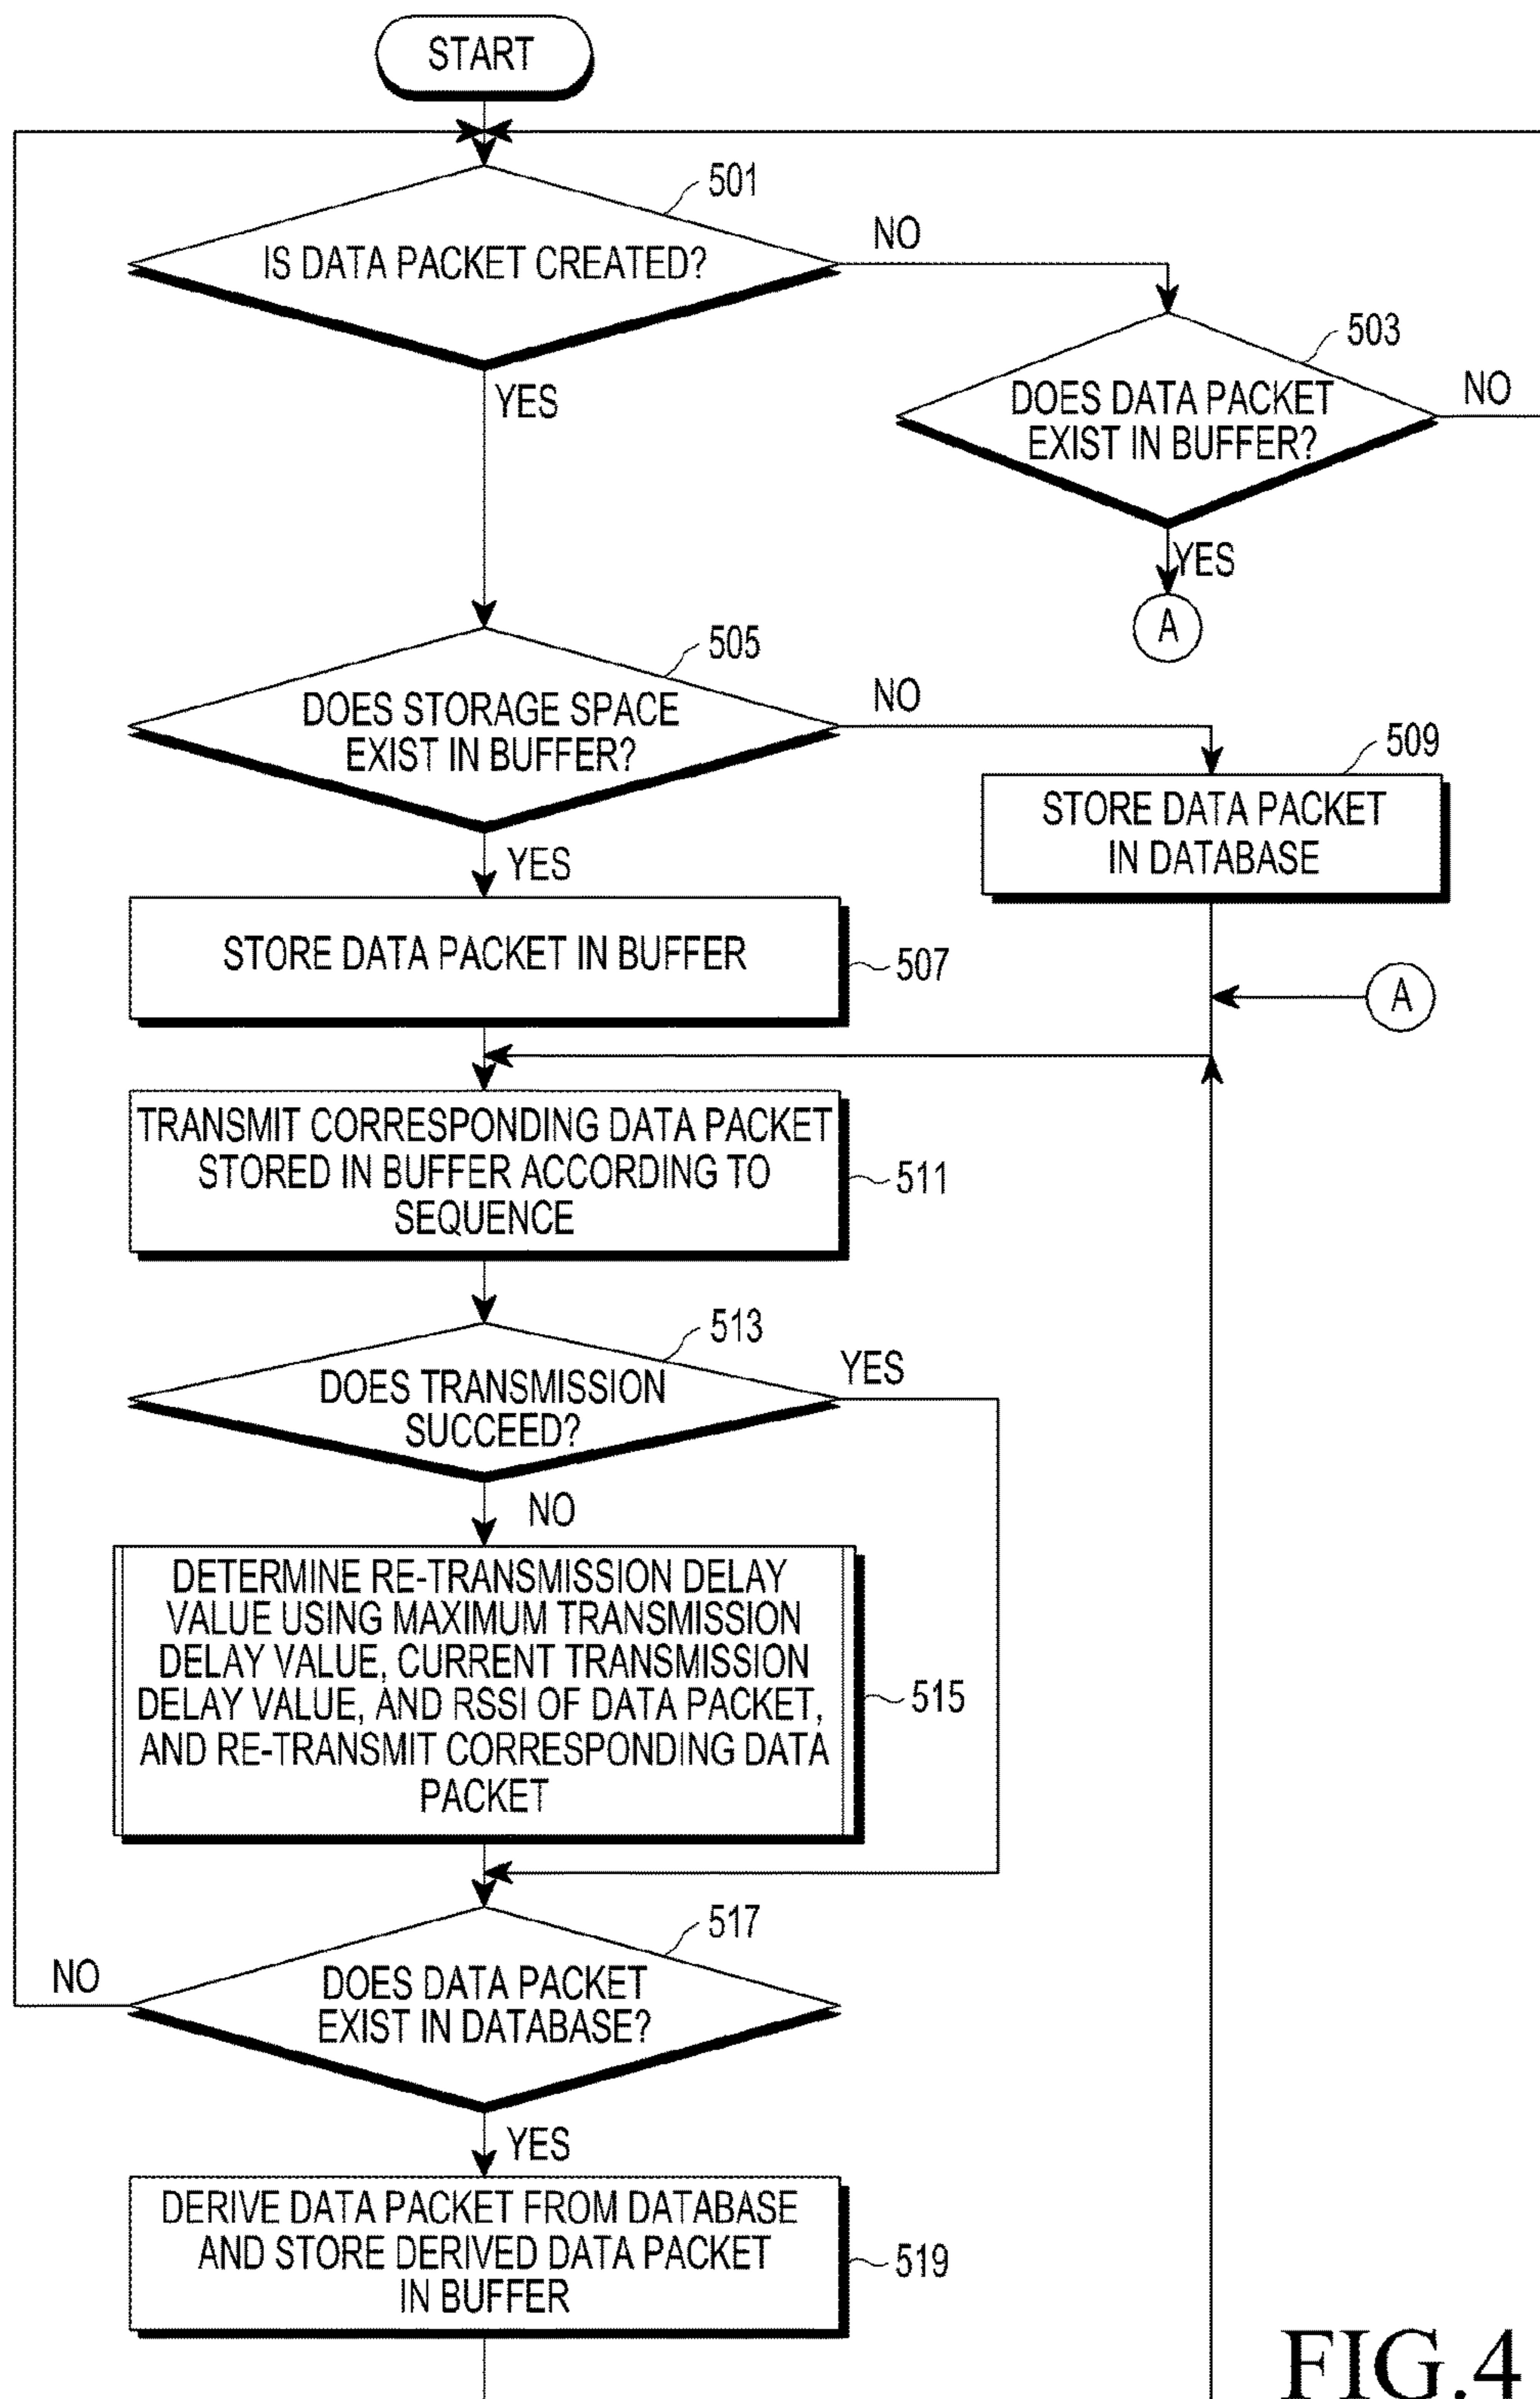 START
501
IS DATA PACKET CREATED?
NO
503
DOES DATA PACKET
EXIST IN BUFFER?
NO
YES
YES
A
505
DOES STORAGE SPACE
EXIST IN BUFFER?
NO
509
STORE DATA PACKET
IN DATABASE
YES
STORE DATA PACKET IN BUFFER
507
A
TRANSMIT CORRESPONDING DATA PACKET
STORED IN BUFFER ACCORDING TO
SEQUENCE
511
513
DOES TRANSMISSION
SUCCEED?
YES
NO
DETERMINE RE-TRANSMISSION DELAY
VALUE USING MAXIMUM TRANSMISSION
DELAY VALUE, CURRENT TRANSMISSION
DELAY VALUE, AND RSSI OF DATA PACKET,
AND RE-TRANSMIT CORRESPONDING DATA
PACKET
515
517
NO
DOES DATA PACKET
EXIST IN DATABASE?
YES
DERIVE DATA PACKET FROM DATABASE
AND STORE DERIVED DATA PACKET
IN BUFFER
519
FIG.4